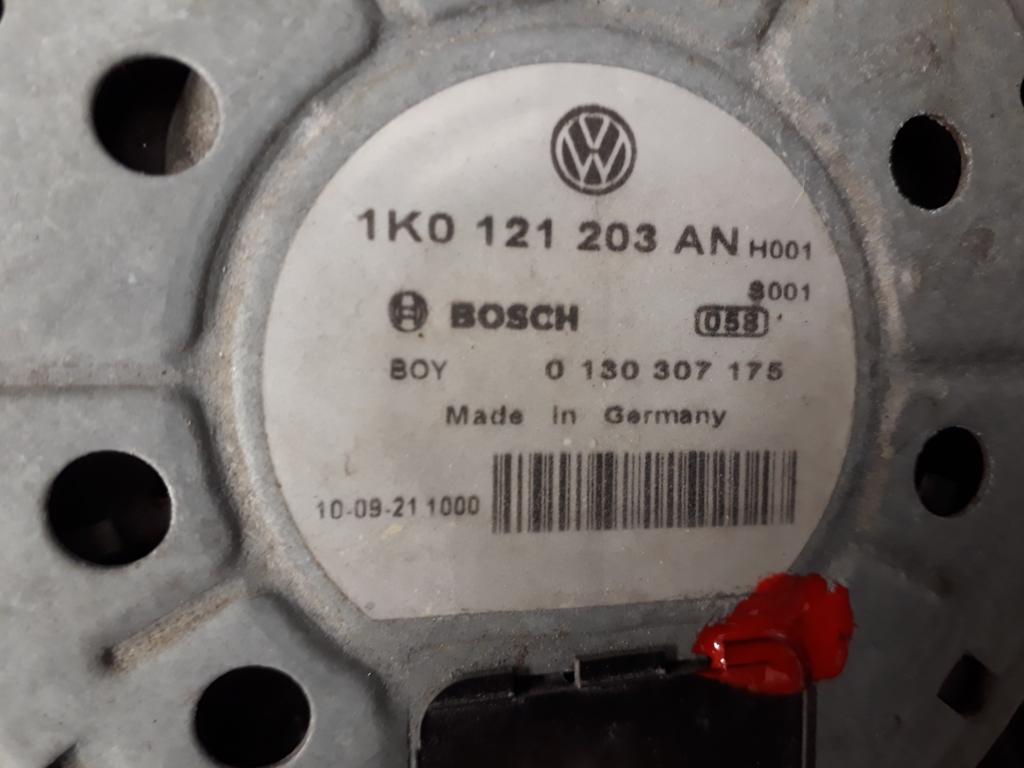 1K0 121 203 AN H001
S001
BOSCH 058
BOY 0 130 307 175
Made in Germany
10-09-21 1000